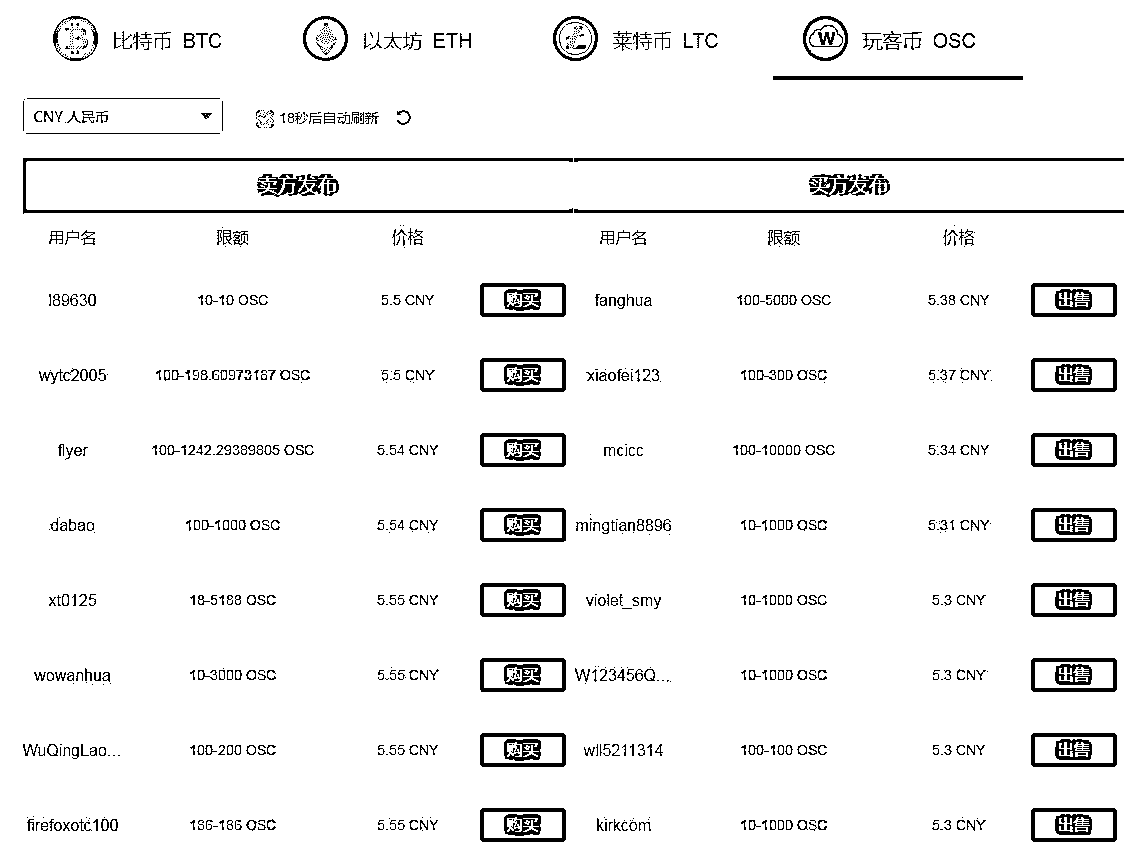 比特币 BTC 以太坊 ETH 莱特币 LTC 玩客币 OSC
CNY 人民币 18秒后自动刷新
卖方发布 买方发布
用户名 限额 价格 用户名 限额 价格
l89630 10-10 OSC 5.5 CNY 购买 fanghua 100-5000 OSC 5.38 CNY 出售
wytc2005 100-198.60973187 OSC 5.5 CNY 购买 xiaofei123 100-300 OSC 5.37 CNY 出售
flyer 100-1242.29389805 OSC 5.54 CNY 购买 mcicc 100-10000 OSC 5.34 CNY 出售
dabao 100-1000 OSC 5.54 CNY 购买 mingtian8896 10-1000 OSC 5.31 CNY 出售
xt0125 18-5188 OSC 5.55 CNY 购买 violet_smy 10-1000 OSC 5.3 CNY 出售
wowanhua 10-3000 OSC 5.55 CNY 购买 W123456Q... 10-1000 OSC 5.3 CNY 出售
WuQingLao... 100-200 OSC 5.55 CNY 购买 wll5211314 100-100 OSC 5.3 CNY 出售
firefoxotc100 186-186 OSC 5.55 CNY 购买 kirkcom 10-1000 OSC 5.3 CNY 出售